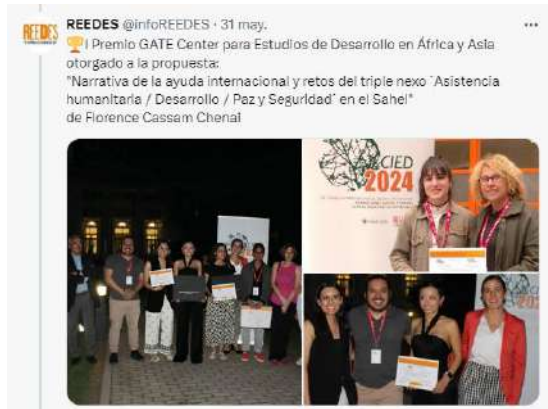 REEDES
REEDES @infoREEDES · 31 may.
🏆I Premio GATE Center para Estudios de Desarrollo en África y Asia
otorgado a la propuesta:
"Narrativa de la ayuda internacional y retos del triple nexo `Asistencia
humanitaria / Desarrollo / Paz y Seguridad´ en el Sahel"
de Florence Cassam Chenaï
CIED
2024